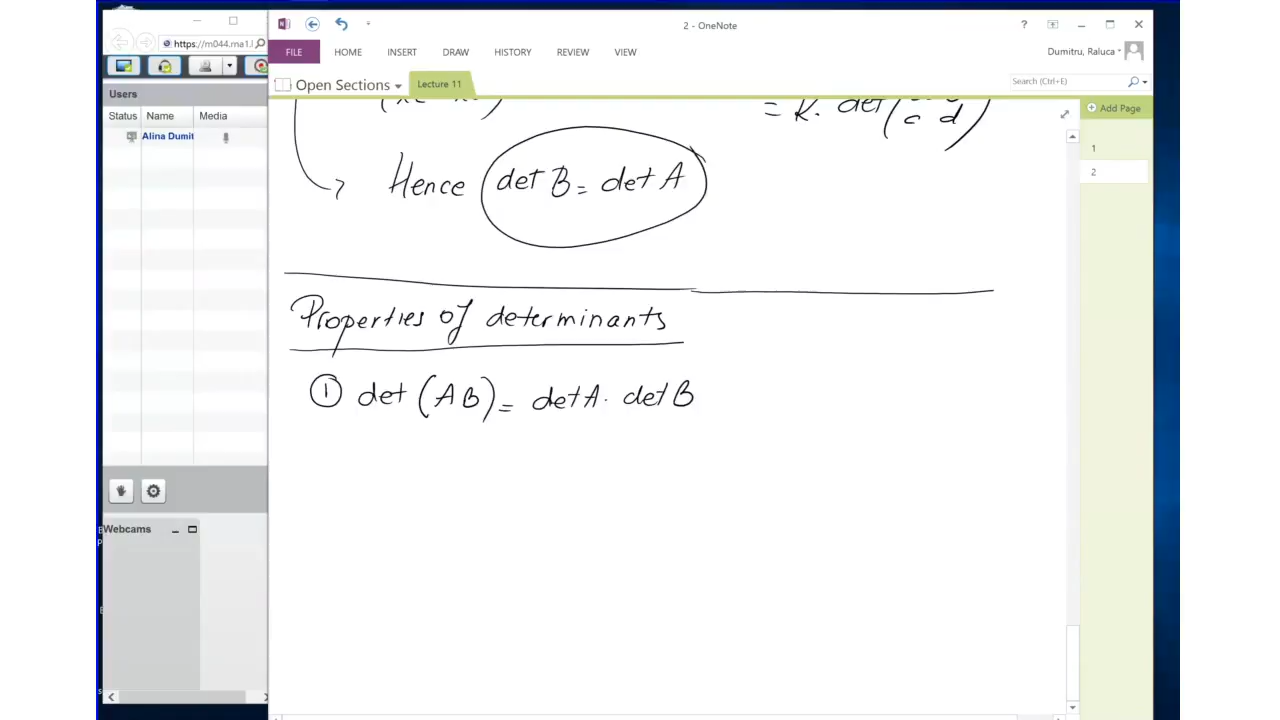 2 - OneNote
?
https://m044.ma1.l
FILE HOME INSERT DRAW HISTORY REVIEW VIEW
Dumitru, Raluca
Open Sections
Lecture 11
Search (Ctrl+E)
Users
Status Name Media
Alina Dumit
Add Page
1
2
= K. det
c d
Hence det B = det A
Properties of determinants
① det (AB) = det A · det B
Webcams